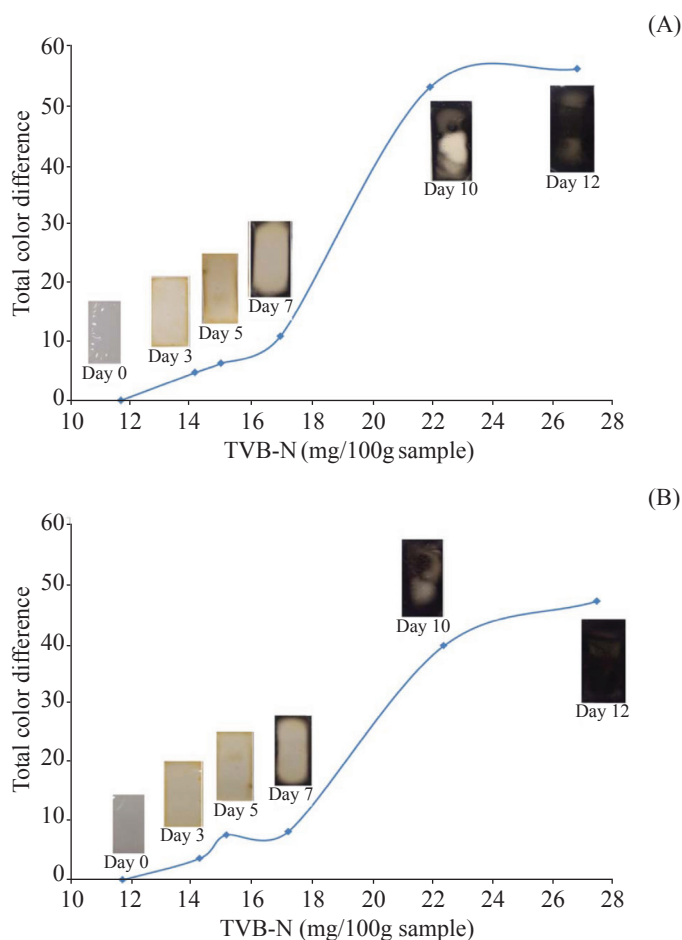 (A)
60
50
40
30
20
10
0
Total color difference
Day 0
Day 3
Day 5
Day 7
Day 10
Day 12
10 12 14 16 18 20 22 24 26 28
TVB-N (mg/100g sample)
(B)
60
50
40
30
20
10
0
Total color difference
Day 0
Day 3
Day 5
Day 7
Day 10
Day 12
10 12 14 16 18 20 22 24 26 28
TVB-N (mg/100g sample)